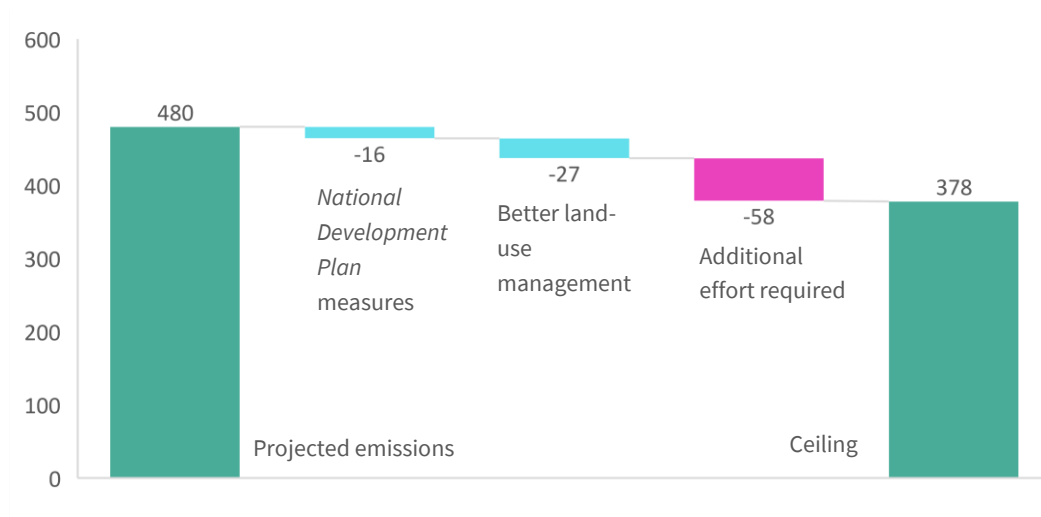 600
500
400
300
200
100
0
480
-16
National
Development
Plan
measures
-27
Better land-
use
management
-58
Additional
effort required
378
Projected emissions
Ceiling